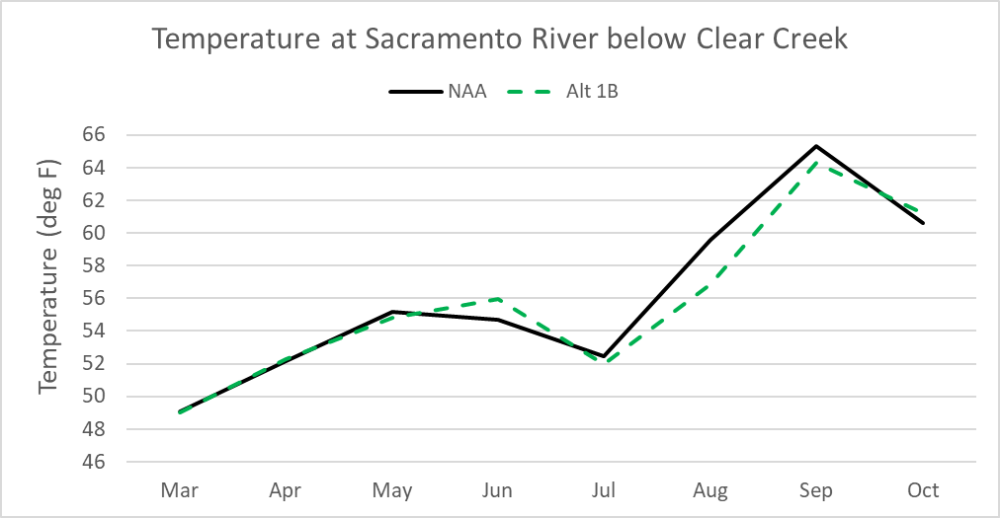 Temperature at Sacramento River below Clear Creek
NAA Alt 1B
Temperature (deg F)
66
64
62
60
58
56
54
52
50
48
46
Mar Apr May Jun Jul Aug Sep Oct